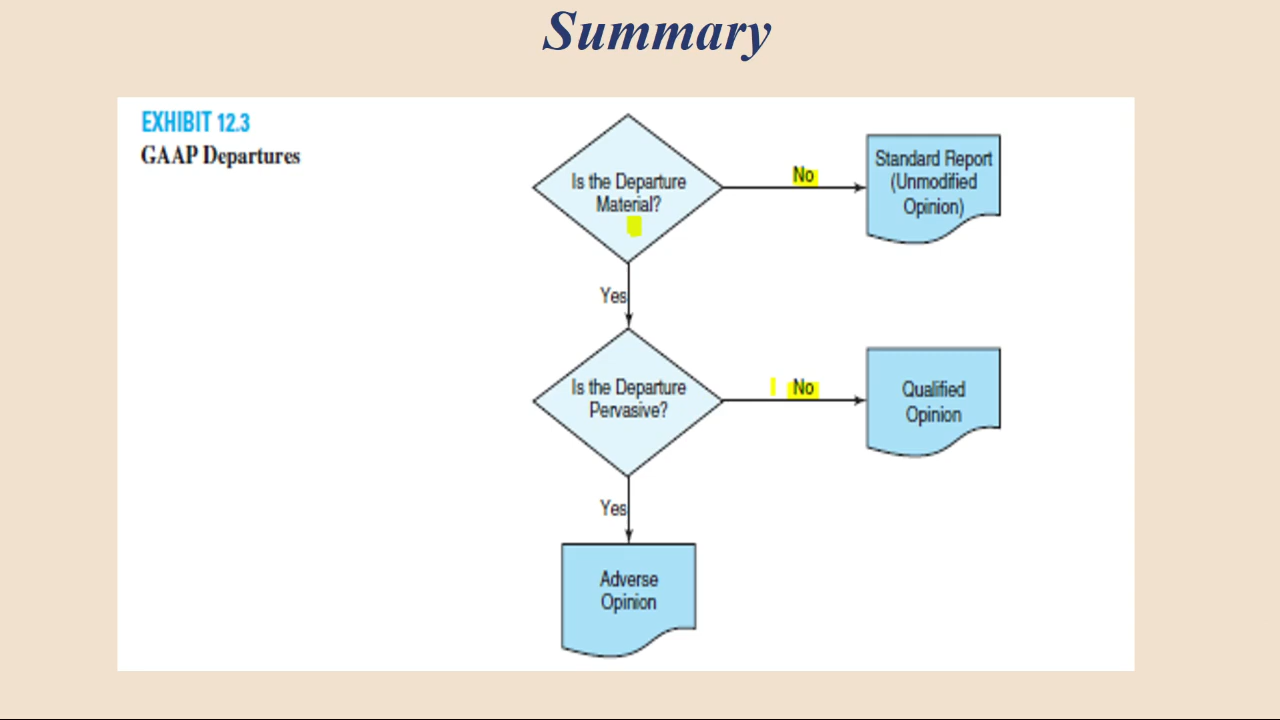 Summary
EXHIBIT 12.3
GAAP Departures
Is the Departure
Material?
No
Standard Report
(Unmodified
Opinion)
Yes
Is the Departure
Pervasive?
No
Qualified
Opinion
Yes
Adverse
Opinion